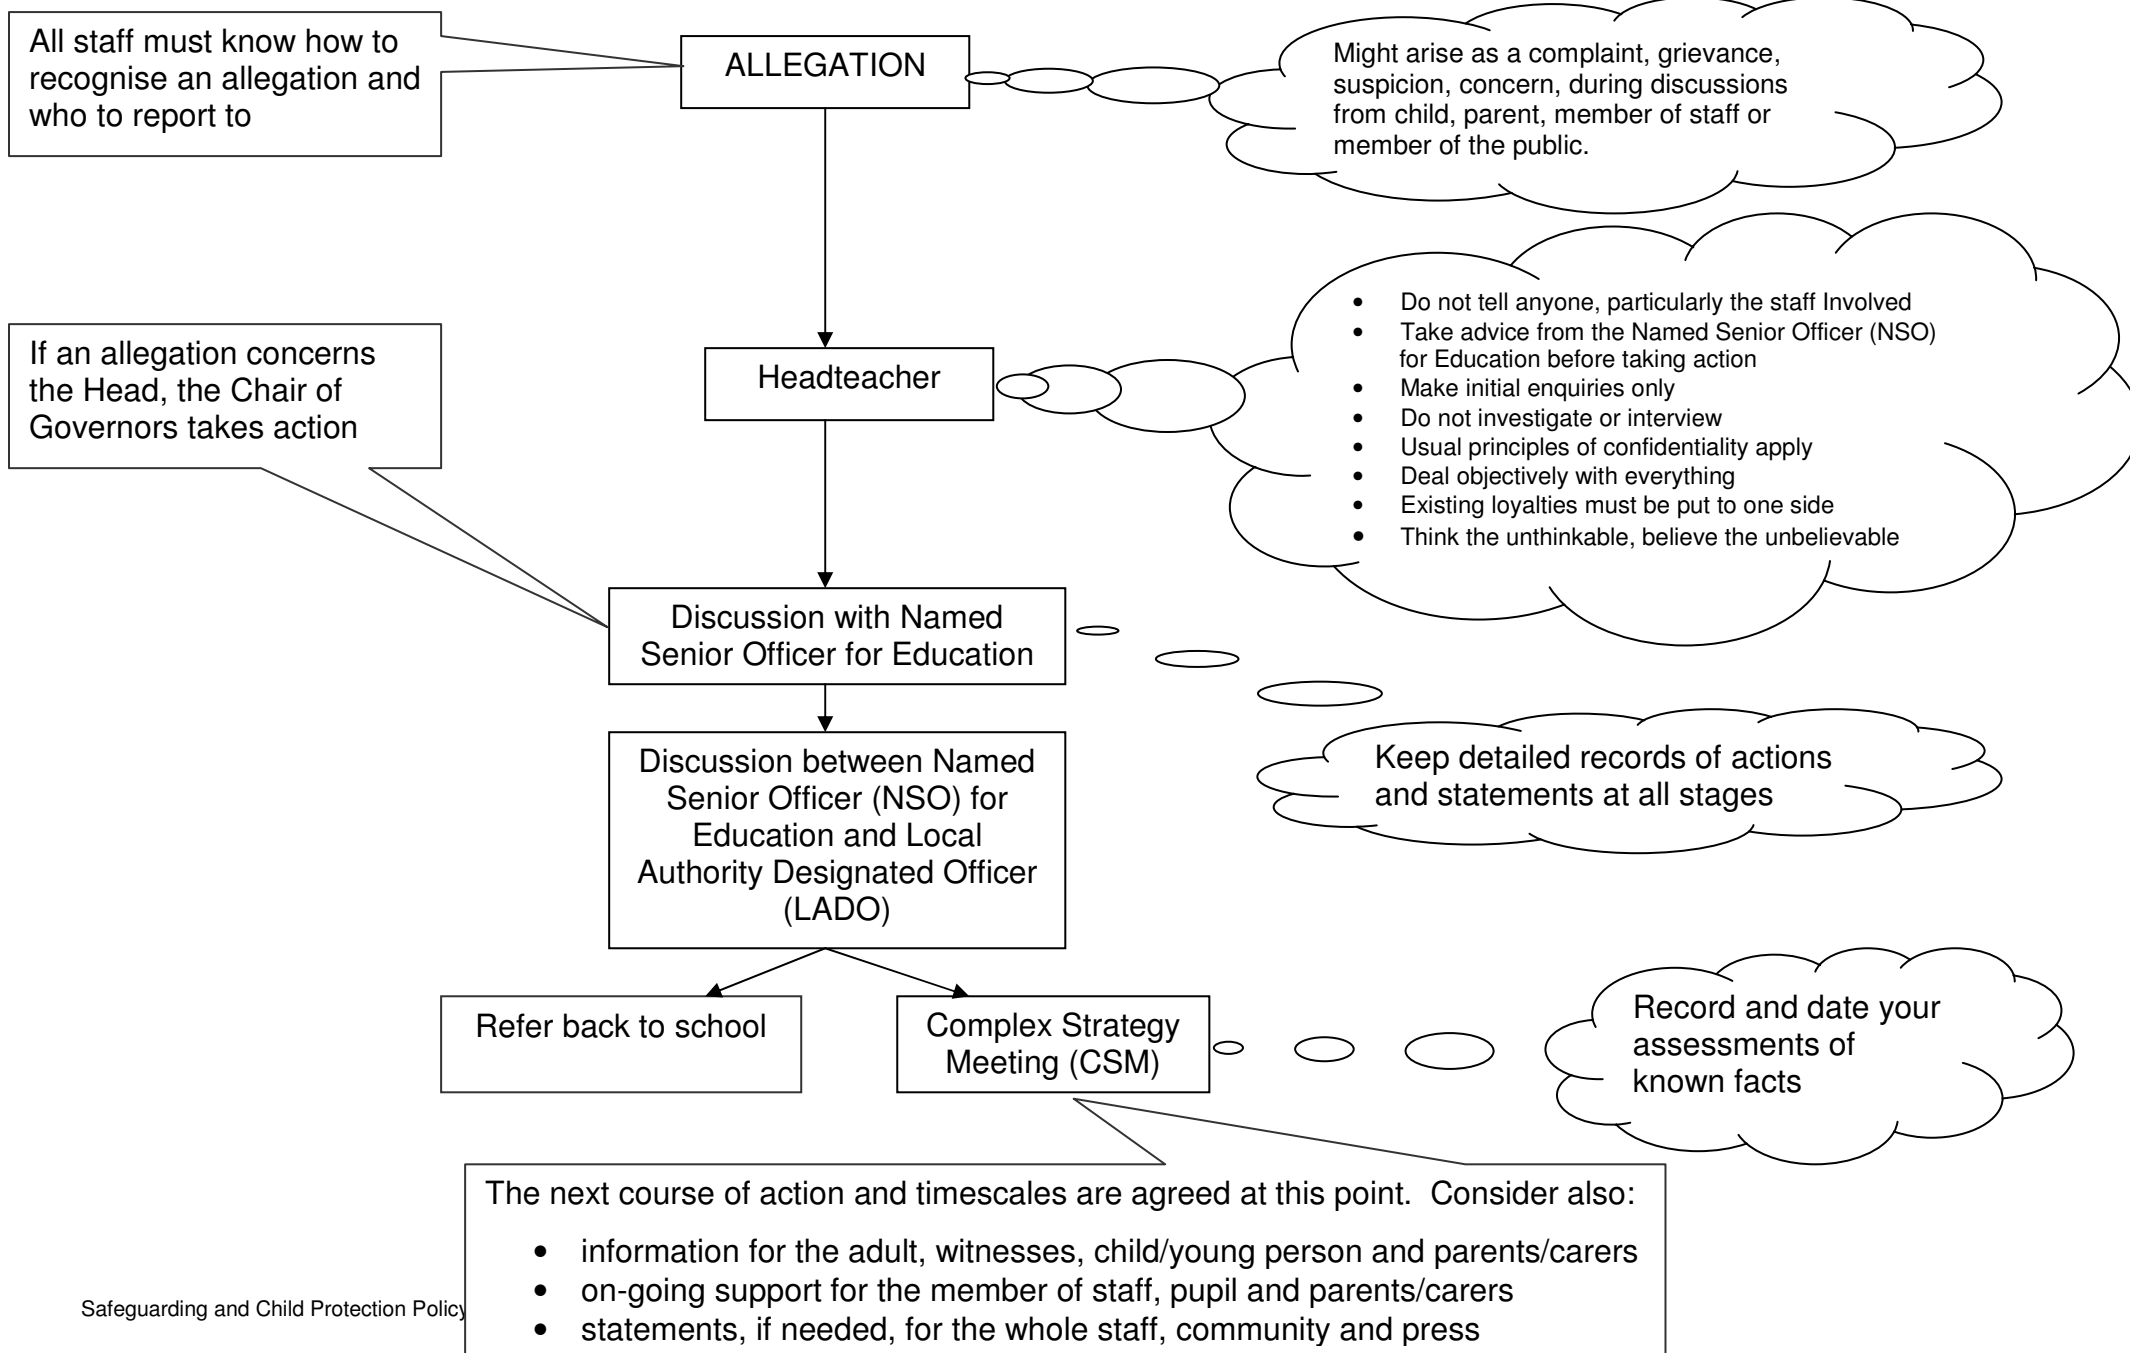 All staff must know how to
recognise an allegation and
who to report to
ALLEGATION
Might arise as a complaint, grievance,
suspicion, concern, during discussions
from child, parent, member of staff or
member of the public.
If an allegation concerns
the Head, the Chair of
Governors takes action
Headteacher
• Do not tell anyone, particularly the staff Involved
• Take advice from the Named Senior Officer (NSO)
for Education before taking action
• Make initial enquiries only
• Do not investigate or interview
• Usual principles of confidentiality apply
• Deal objectively with everything
• Existing loyalties must be put to one side
• Think the unthinkable, believe the unbelievable
Discussion with Named
Senior Officer for Education
Keep detailed records of actions
and statements at all stages
Discussion between Named
Senior Officer (NSO) for
Education and Local
Authority Designated Officer
(LADO)
Refer back to school
Complex Strategy
Meeting (CSM)
Record and date your
assessments of
known facts
The next course of action and timescales are agreed at this point.  Consider also:
• information for the adult, witnesses, child/young person and parents/carers
• on-going support for the member of staff, pupil and parents/carers
• statements, if needed, for the whole staff, community and press
Safeguarding and Child Protection Policy